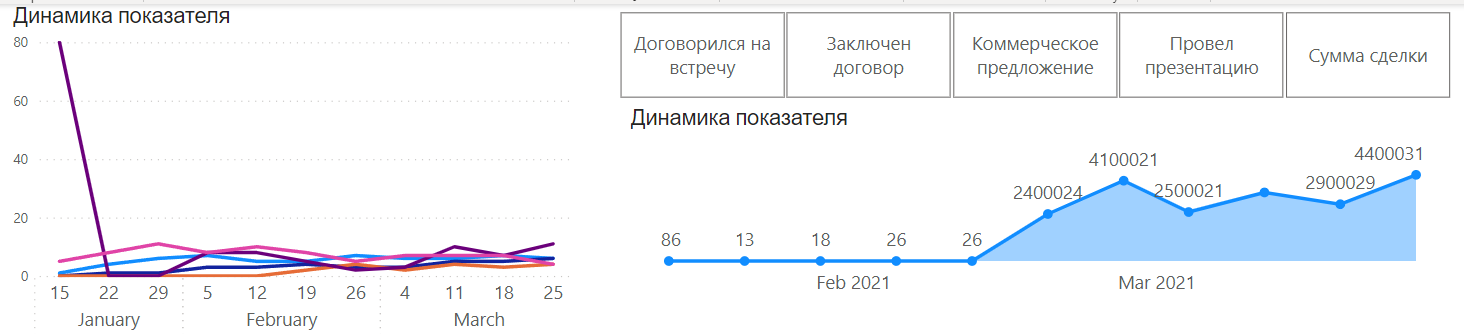 Динамика показателя
80
60
40
20
0
15 22 29 5 12 19 26 4 11 18 25
January February March
Договорился на встречу
Заключен договор
Коммерческое предложение
Провел презентацию
Сумма сделки
Динамика показателя
86 13 18 26 26 2400024 4100021 2500021 2900029 4400031
Feb 2021 Mar 2021